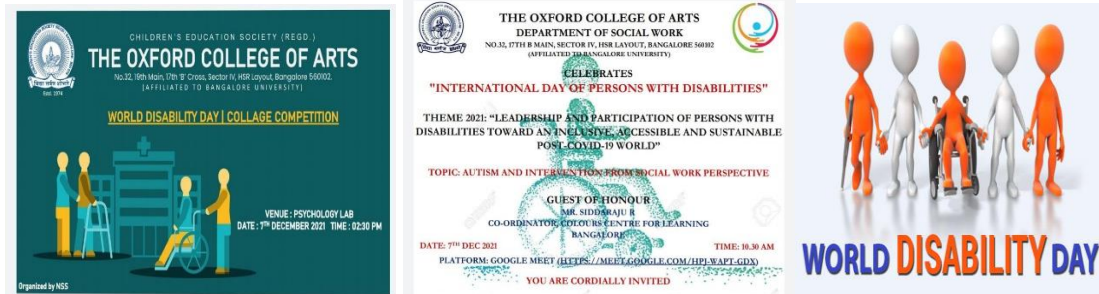 CHILDREN'S EDUCATION SOCIETY (REGD.)
THE OXFORD COLLEGE OF ARTS
No.32, 19th Main, 17th 'B' Cross, Sector IV, HSR Layout, Bangalore 560102.
(AFFILIATED TO BANGALORE UNIVERSITY)
Estd. 1974
WORLD DISABILITY DAY | COLLAGE COMPETITION
VENUE : PSYCHOLOGY LAB
DATE : 7TH DECEMBER 2021 TIME : 02:30 PM
Organized by NSS
THE OXFORD COLLEGE OF ARTS
DEPARTMENT OF SOCIAL WORK
NO.32, 17TH B MAIN, SECTOR IV, HSR LAYOUT, BANGALORE 560102
(AFFILIATED TO BANGALORE UNIVERSITY)
CELEBRATES
"INTERNATIONAL DAY OF PERSONS WITH DISABILITIES"
THEME 2021: "LEADERSHIP AND PARTICIPATION OF PERSONS WITH
DISABILITIES TOWARD AN INCLUSIVE, ACCESSIBLE AND SUSTAINABLE
POST-COVID-19 WORLD"
TOPIC: AUTISM AND INTERVENTION FROM SOCIAL WORK PERSPECTIVE
GUEST OF HONOUR
MR. SIDDARAJU R
CO-ORDINATOR, COLOURS CENTRE FOR LEARNING
BANGALORE
DATE: 7TH DEC 2021 TIME: 10.30 AM
PLATFORM: GOOGLE MEET (HTTPS://MEET.GOOGLE.COM/HPJ-WAPT-GDX)
YOU ARE CORDIALLY INVITED
WORLD DISABILITY DAY